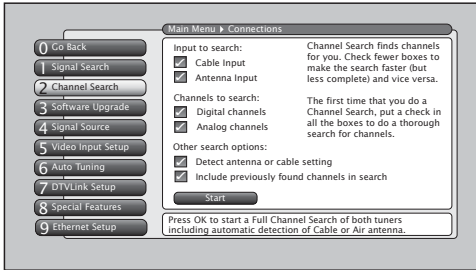 Main Menu ▸ Connections
0 Go Back
1 Signal Search
2 Channel Search
3 Software Upgrade
4 Signal Source
5 Video Input Setup
6 Auto Tuning
7 DTVLink Setup
8 Special Features
9 Ethernet Setup
Input to search:
Cable Input
Antenna Input
Channels to search:
Digital channels
Analog channels
Other search options:
Detect antenna or cable setting
Include previously found channels in search
Start
Channel Search finds channels
for you. Check fewer boxes to
make the search faster (but
less complete) and vice versa.
The first time that you do a
Channel Search, put a check in
all the boxes to do a thorough
search for channels.
Press OK to start a Full Channel Search of both tuners
including automatic detection of Cable or Air antenna.